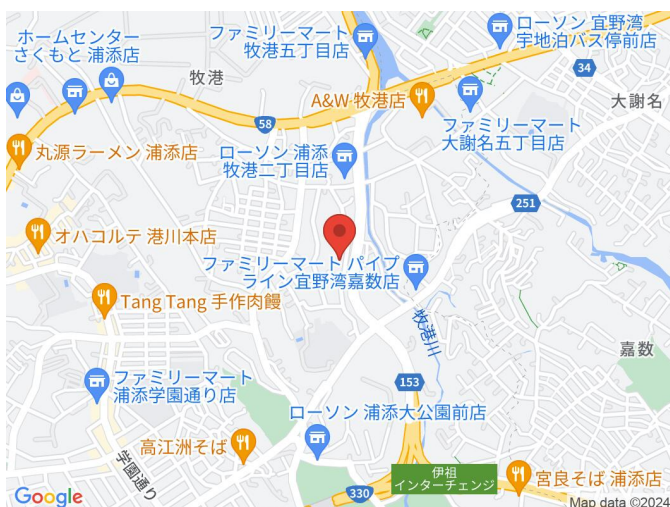 ローソン 宜野湾
宇地泊バス停前店
ファミリーマート
牧港五丁目店
ホームセンター
さくもと 浦添店
牧港
34
大謝名
A&W 牧港店
58
ファミリーマート
大謝名五丁目店
丸源ラーメン 浦添店
ローソン 浦添
牧港二丁目店
251
オハコルテ 港川本店
ファミリーマート パイプ
ライン宜野湾嘉数店
Tang Tang 手作肉饅
牧港川
嘉数
ファミリーマート
浦添学園通り店
153
ローソン 浦添大公園前店
高江洲そば
学園通り
伊祖
インターチェンジ
宮良そば 浦添店
330
Google
Map data ©2024